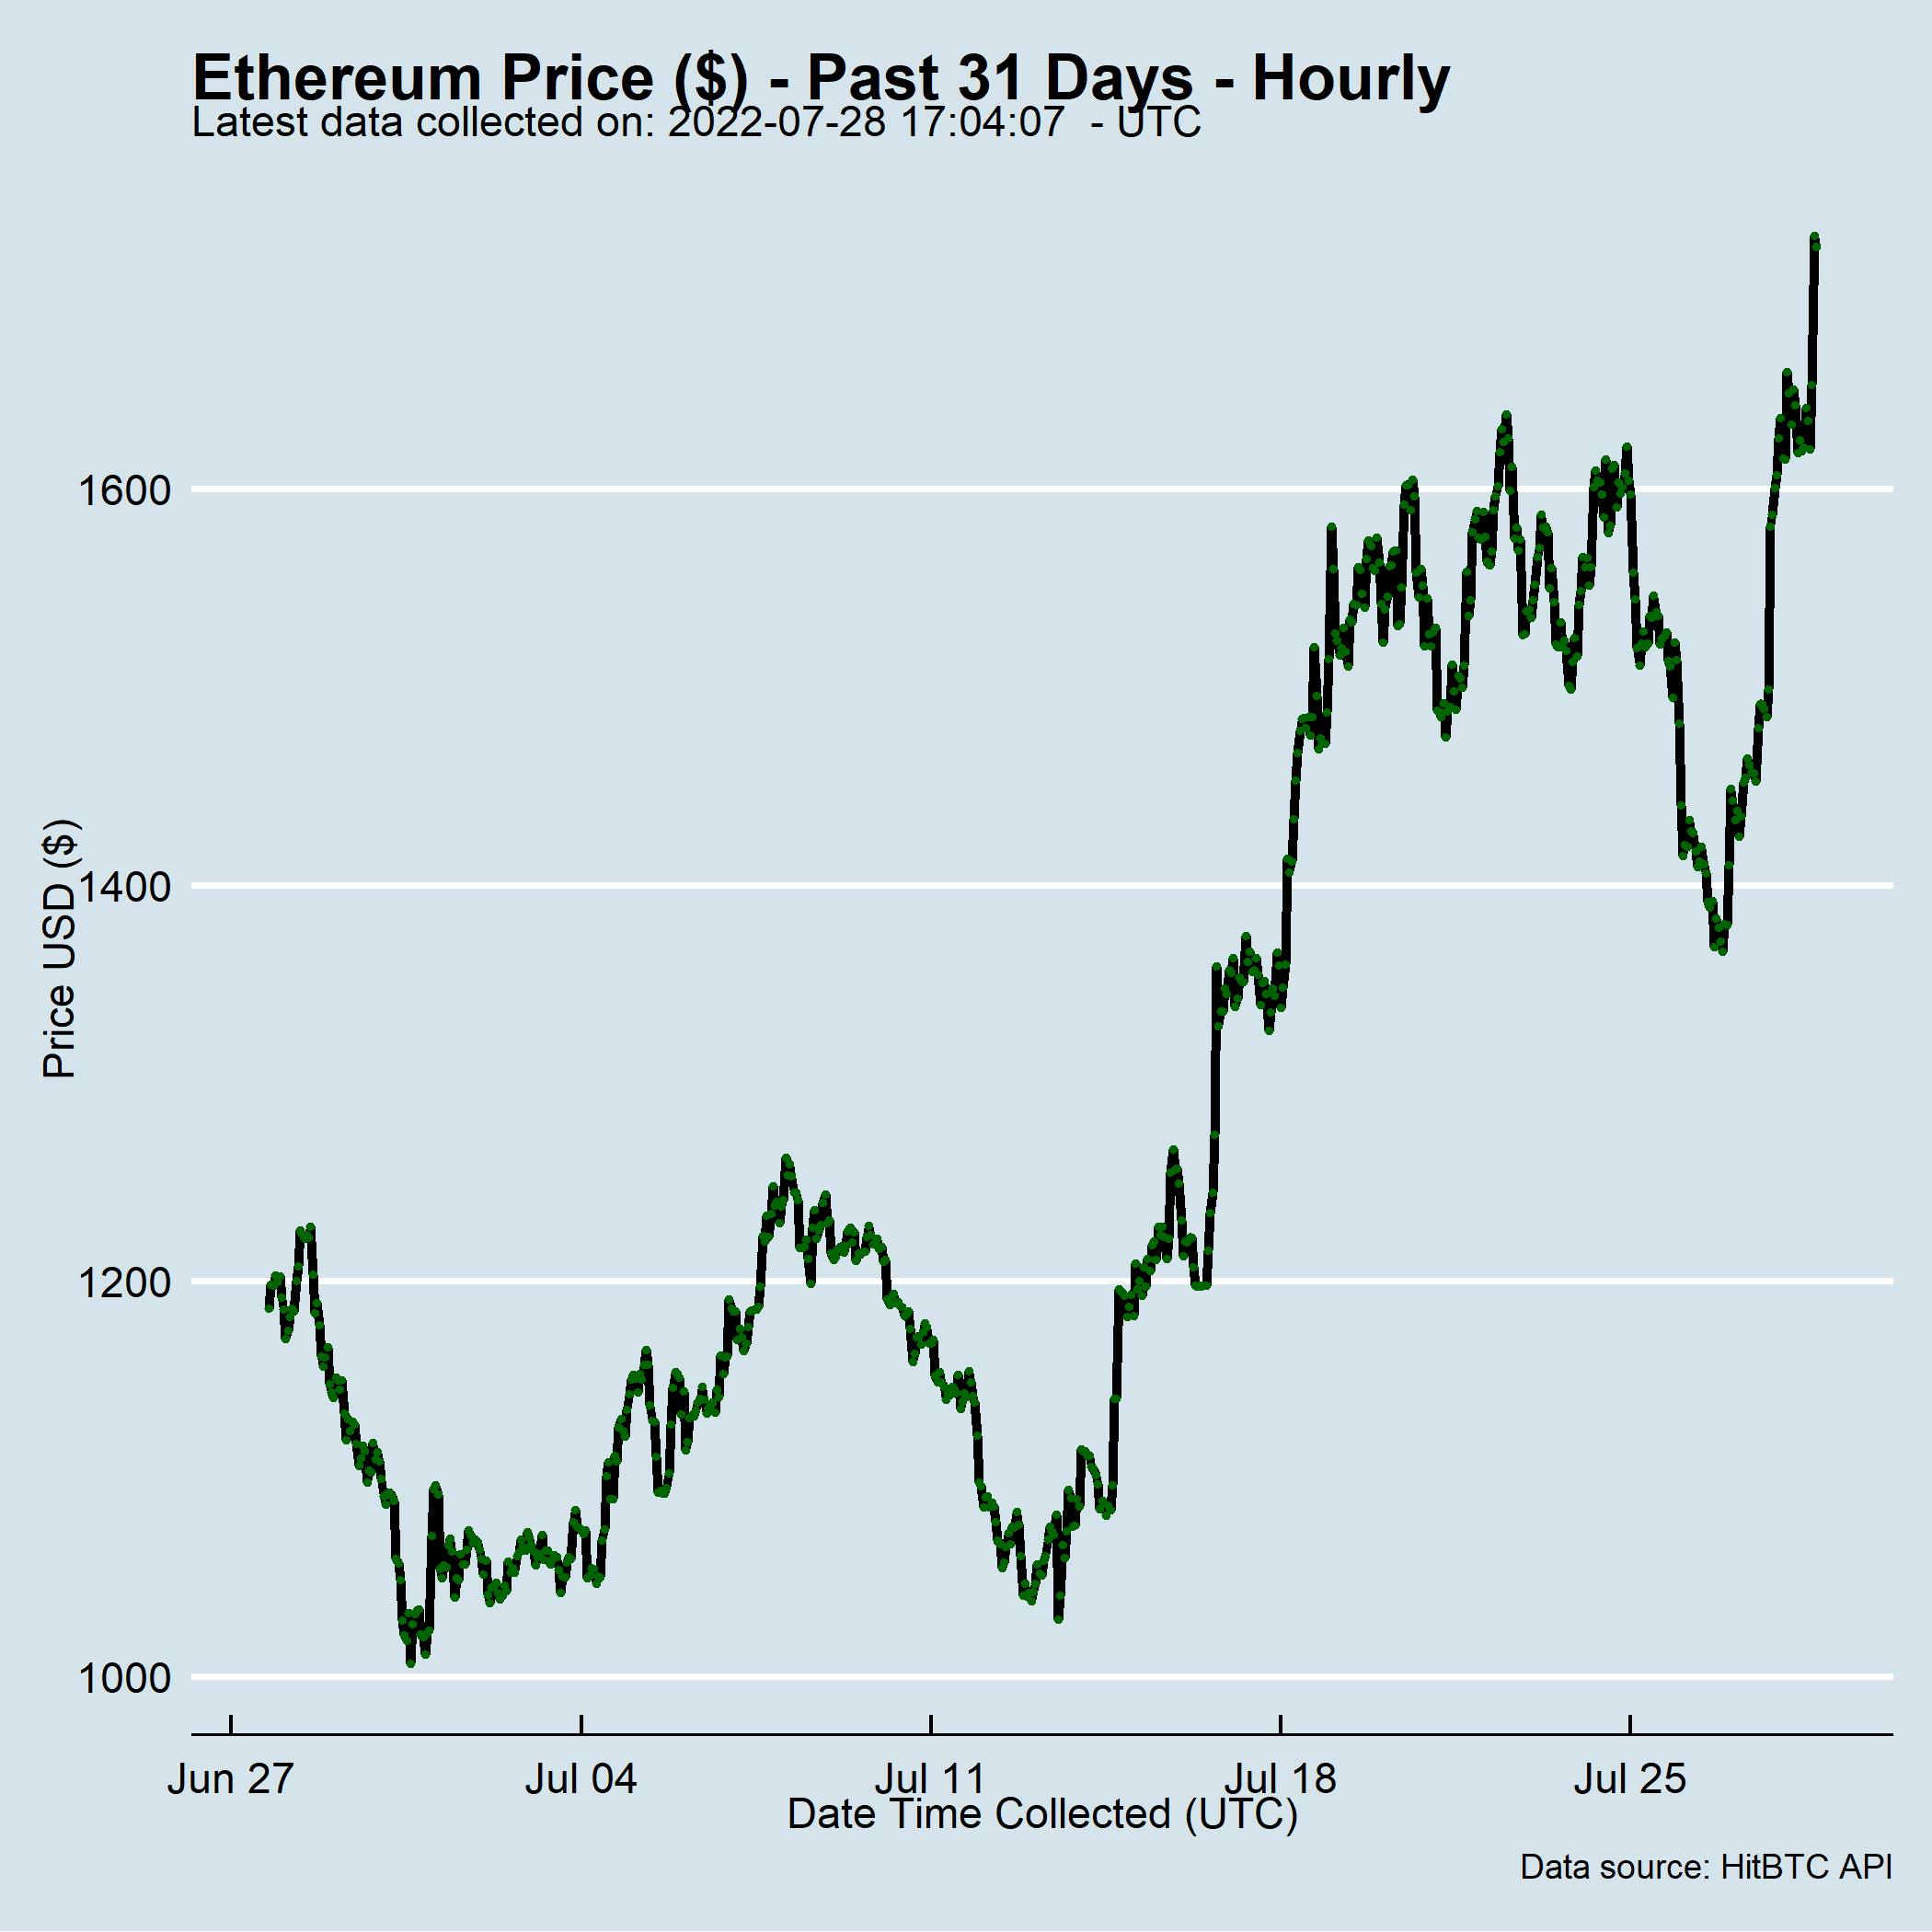 Ethereum Price ($) - Past 31 Days - Hourly
Latest data collected on: 2022-07-28 17:04:07  - UTC
Price USD ($)
1600
1400
1200
1000
Jun 27
Jul 04
Jul 11
Jul 18
Jul 25
Date Time Collected (UTC)
Data source: HitBTC API